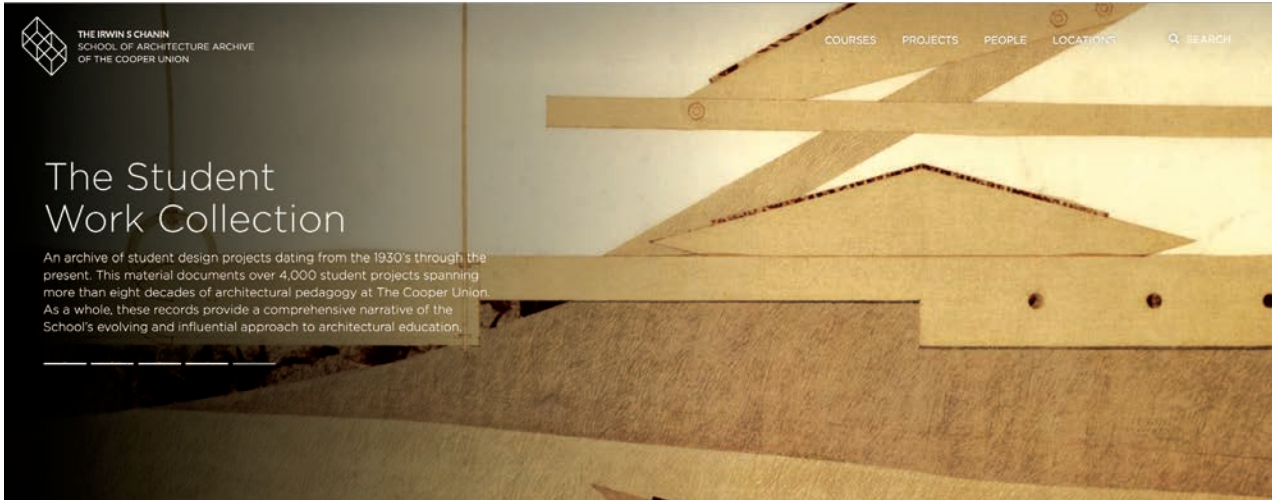 THE IRWIN S CHANIN
SCHOOL OF ARCHITECTURE ARCHIVE
OF THE COOPER UNION
COURSES PROJECTS PEOPLE LOCATIONS SEARCH
The Student
Work Collection
An archive of student design projects dating from the 1930's through the
present. This material documents over 4,000 student projects spanning
more than eight decades of architectural pedagogy at The Cooper Union.
As a whole, these records provide a comprehensive narrative of the
School's evolving and influential approach to architectural education.